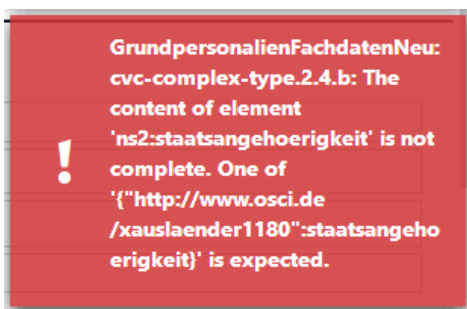 GrundpersonalienFachdatenNeu:
cvc-complex-type.2.4.b: The
content of element
'ns2:staatsangehoerigkeit' is not
complete. One of
'{"http://www.osci.de
/xauslaender1180":staatsangeho
erigkeit}' is expected.